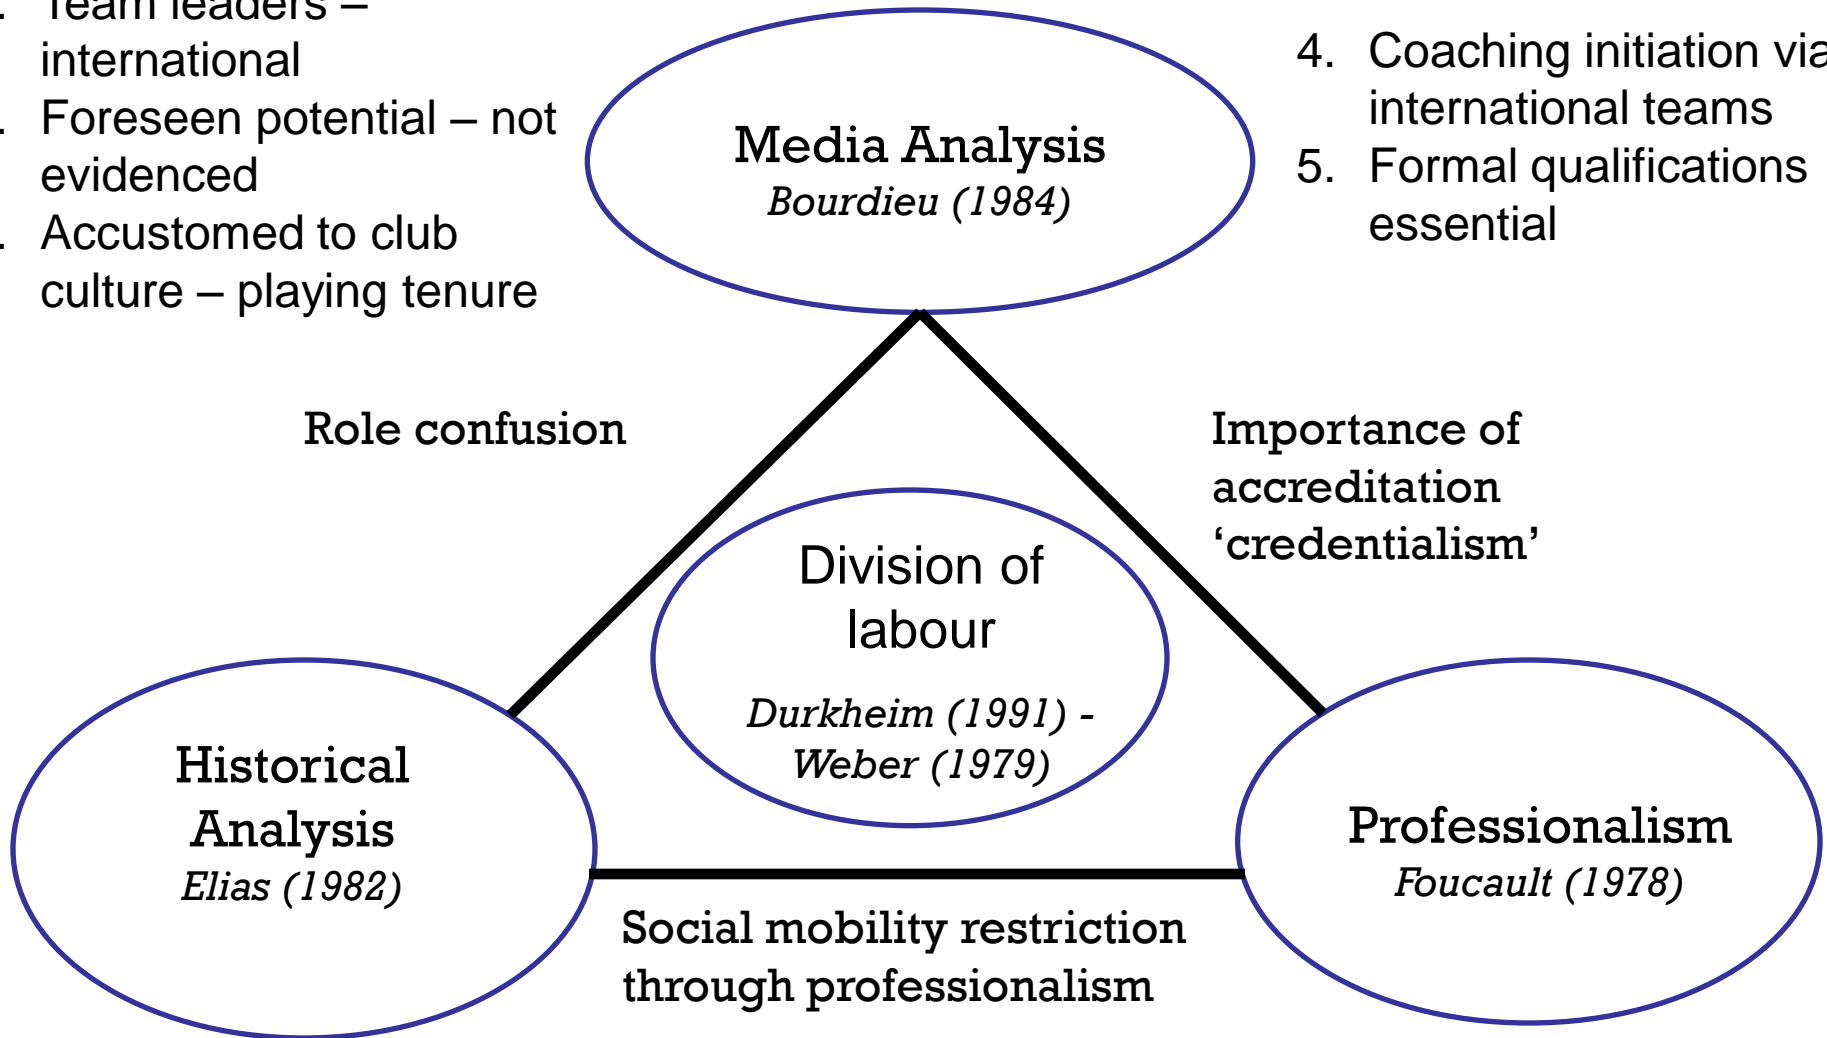 . Team leaders –
international
. Foreseen potential – not
evidenced
. Accustomed to club
culture – playing tenure
4. Coaching initiation via
international teams
5. Formal qualifications
essential
Media Analysis
Bourdieu (1984)
Role confusion
Importance of
accreditation
‘credentialism’
Division of
labour
Durkheim (1991) -
Weber (1979)
Historical
Analysis
Elias (1982)
Professionalism
Foucault (1978)
Social mobility restriction
through professionalism